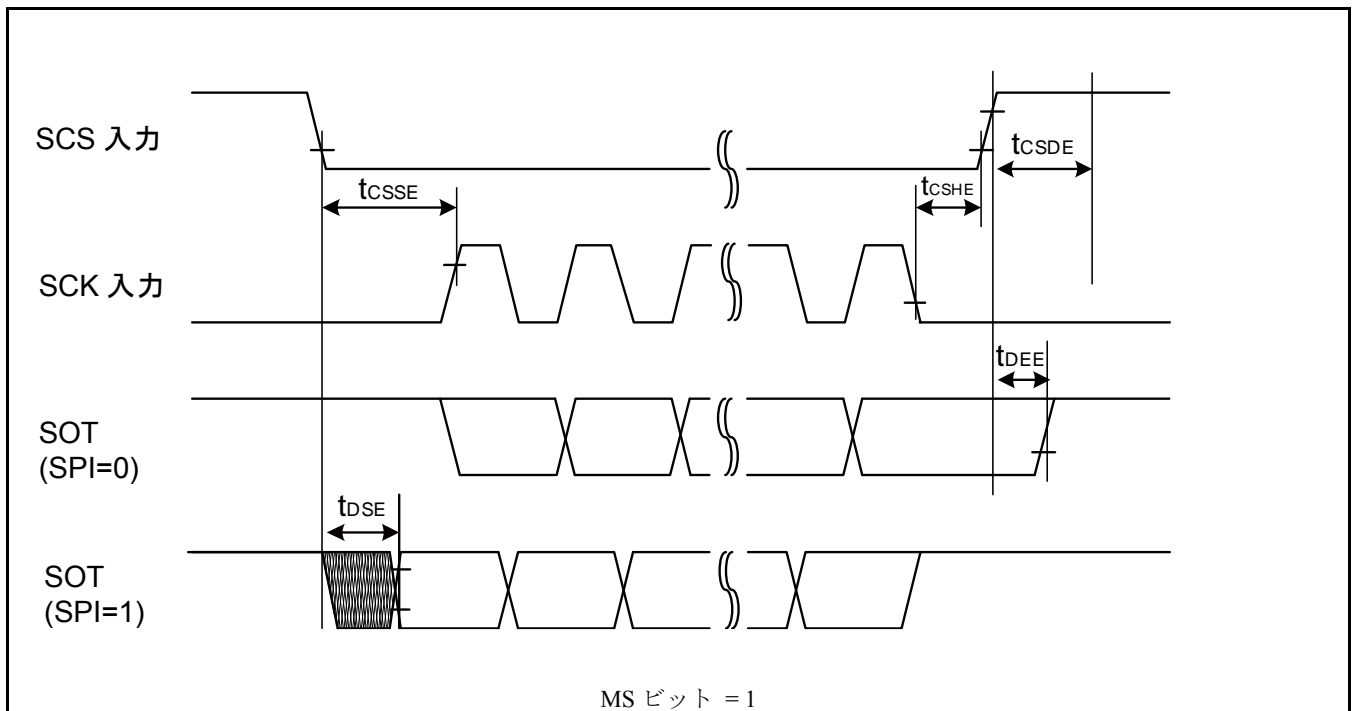 SCS 入力
tCSDE
tCSSE
tCSHE
SCK 入力
tDEE
SOT
(SPI=0)
tDSE
SOT
(SPI=1)
MS ビット = 1